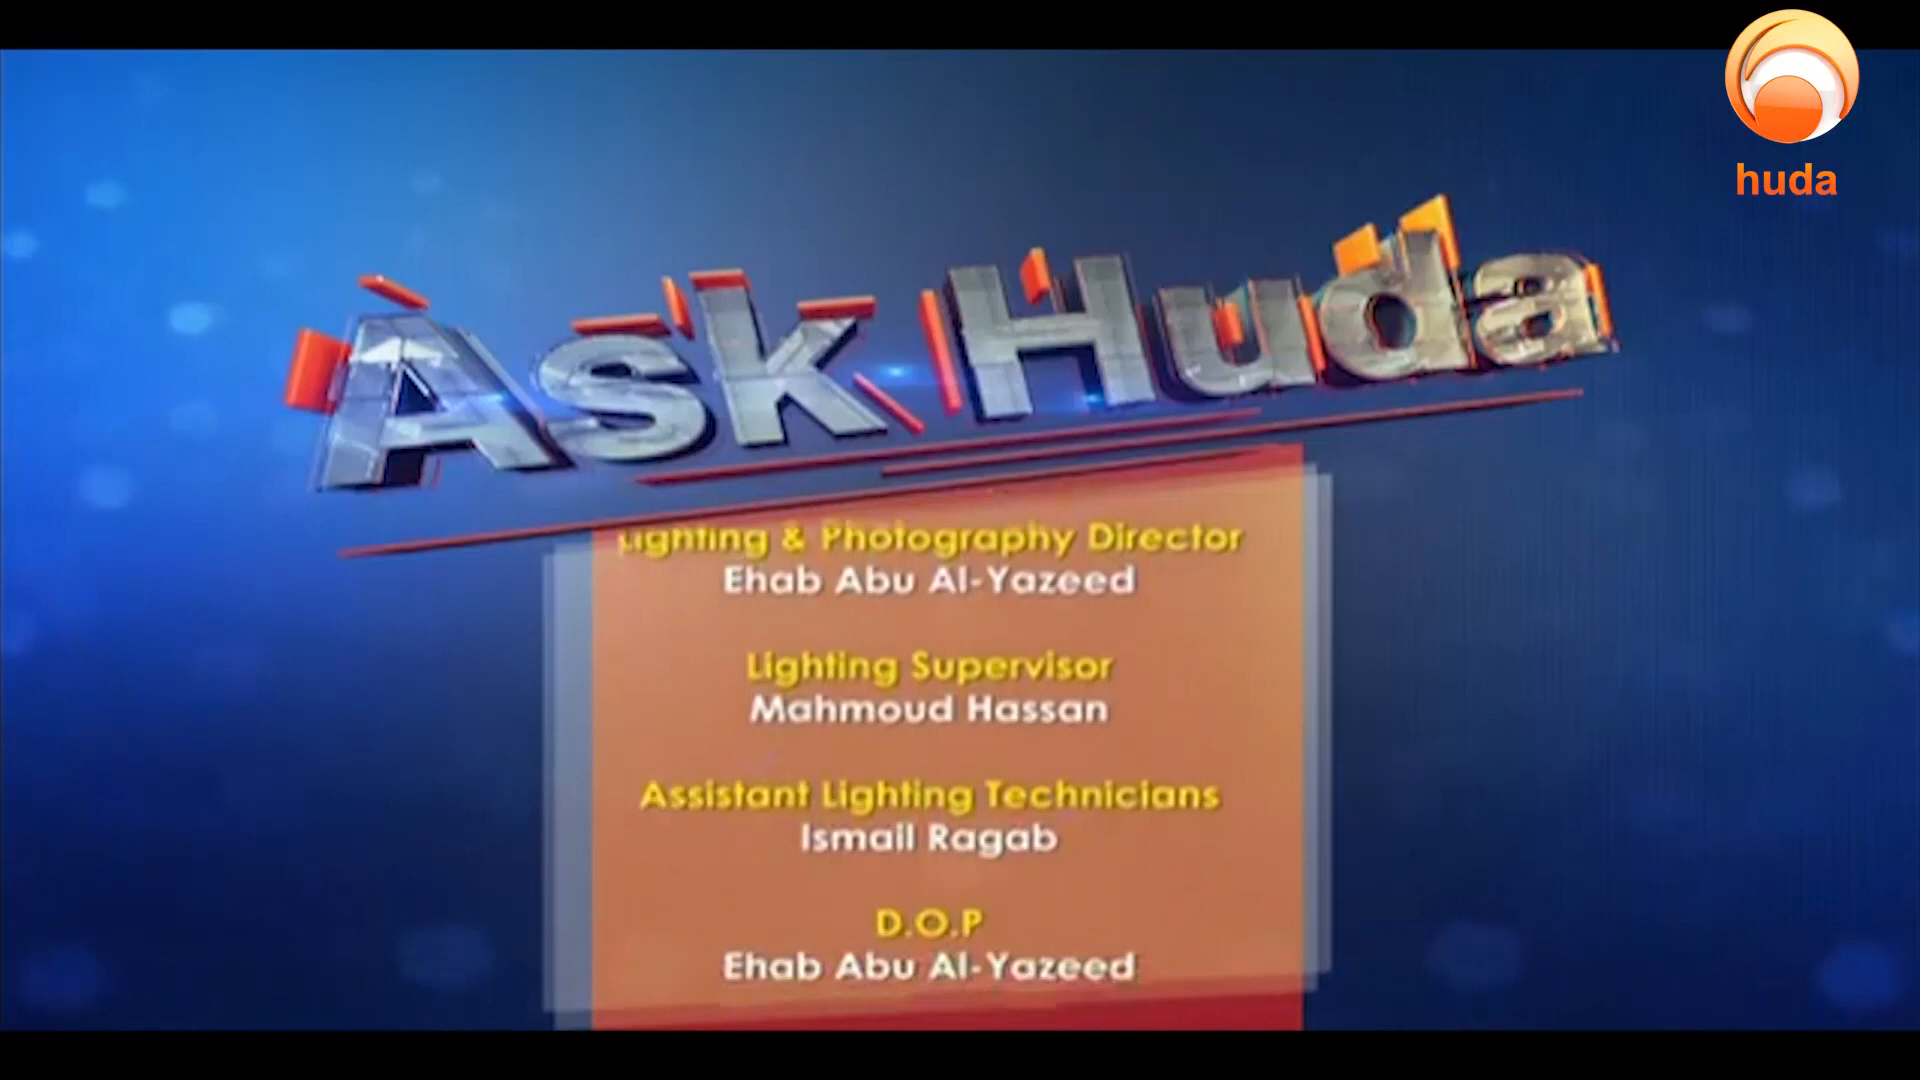 huda
Ask Huda
Lighting & Photography Director
Ehab Abu Al-Yazeed
Lighting Supervisor
Mahmoud Hassan
Assistant Lighting Technicians
Ismail Ragab
D.O.P
Ehab Abu Al-Yazeed